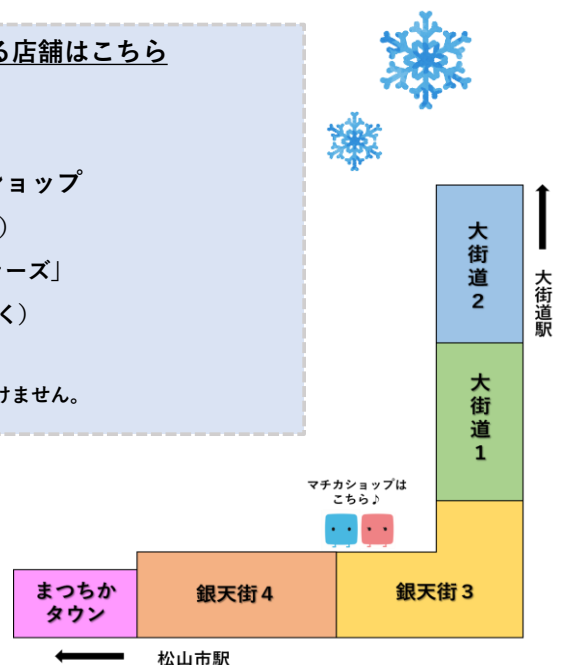 る店舗はこちら
ョップ
）
ーズ」
く）
けません。
大街道2
大街道駅
大街道1
マチカショップは
こちら♪
まつちか
タウン
銀天街4
銀天街3
松山市駅